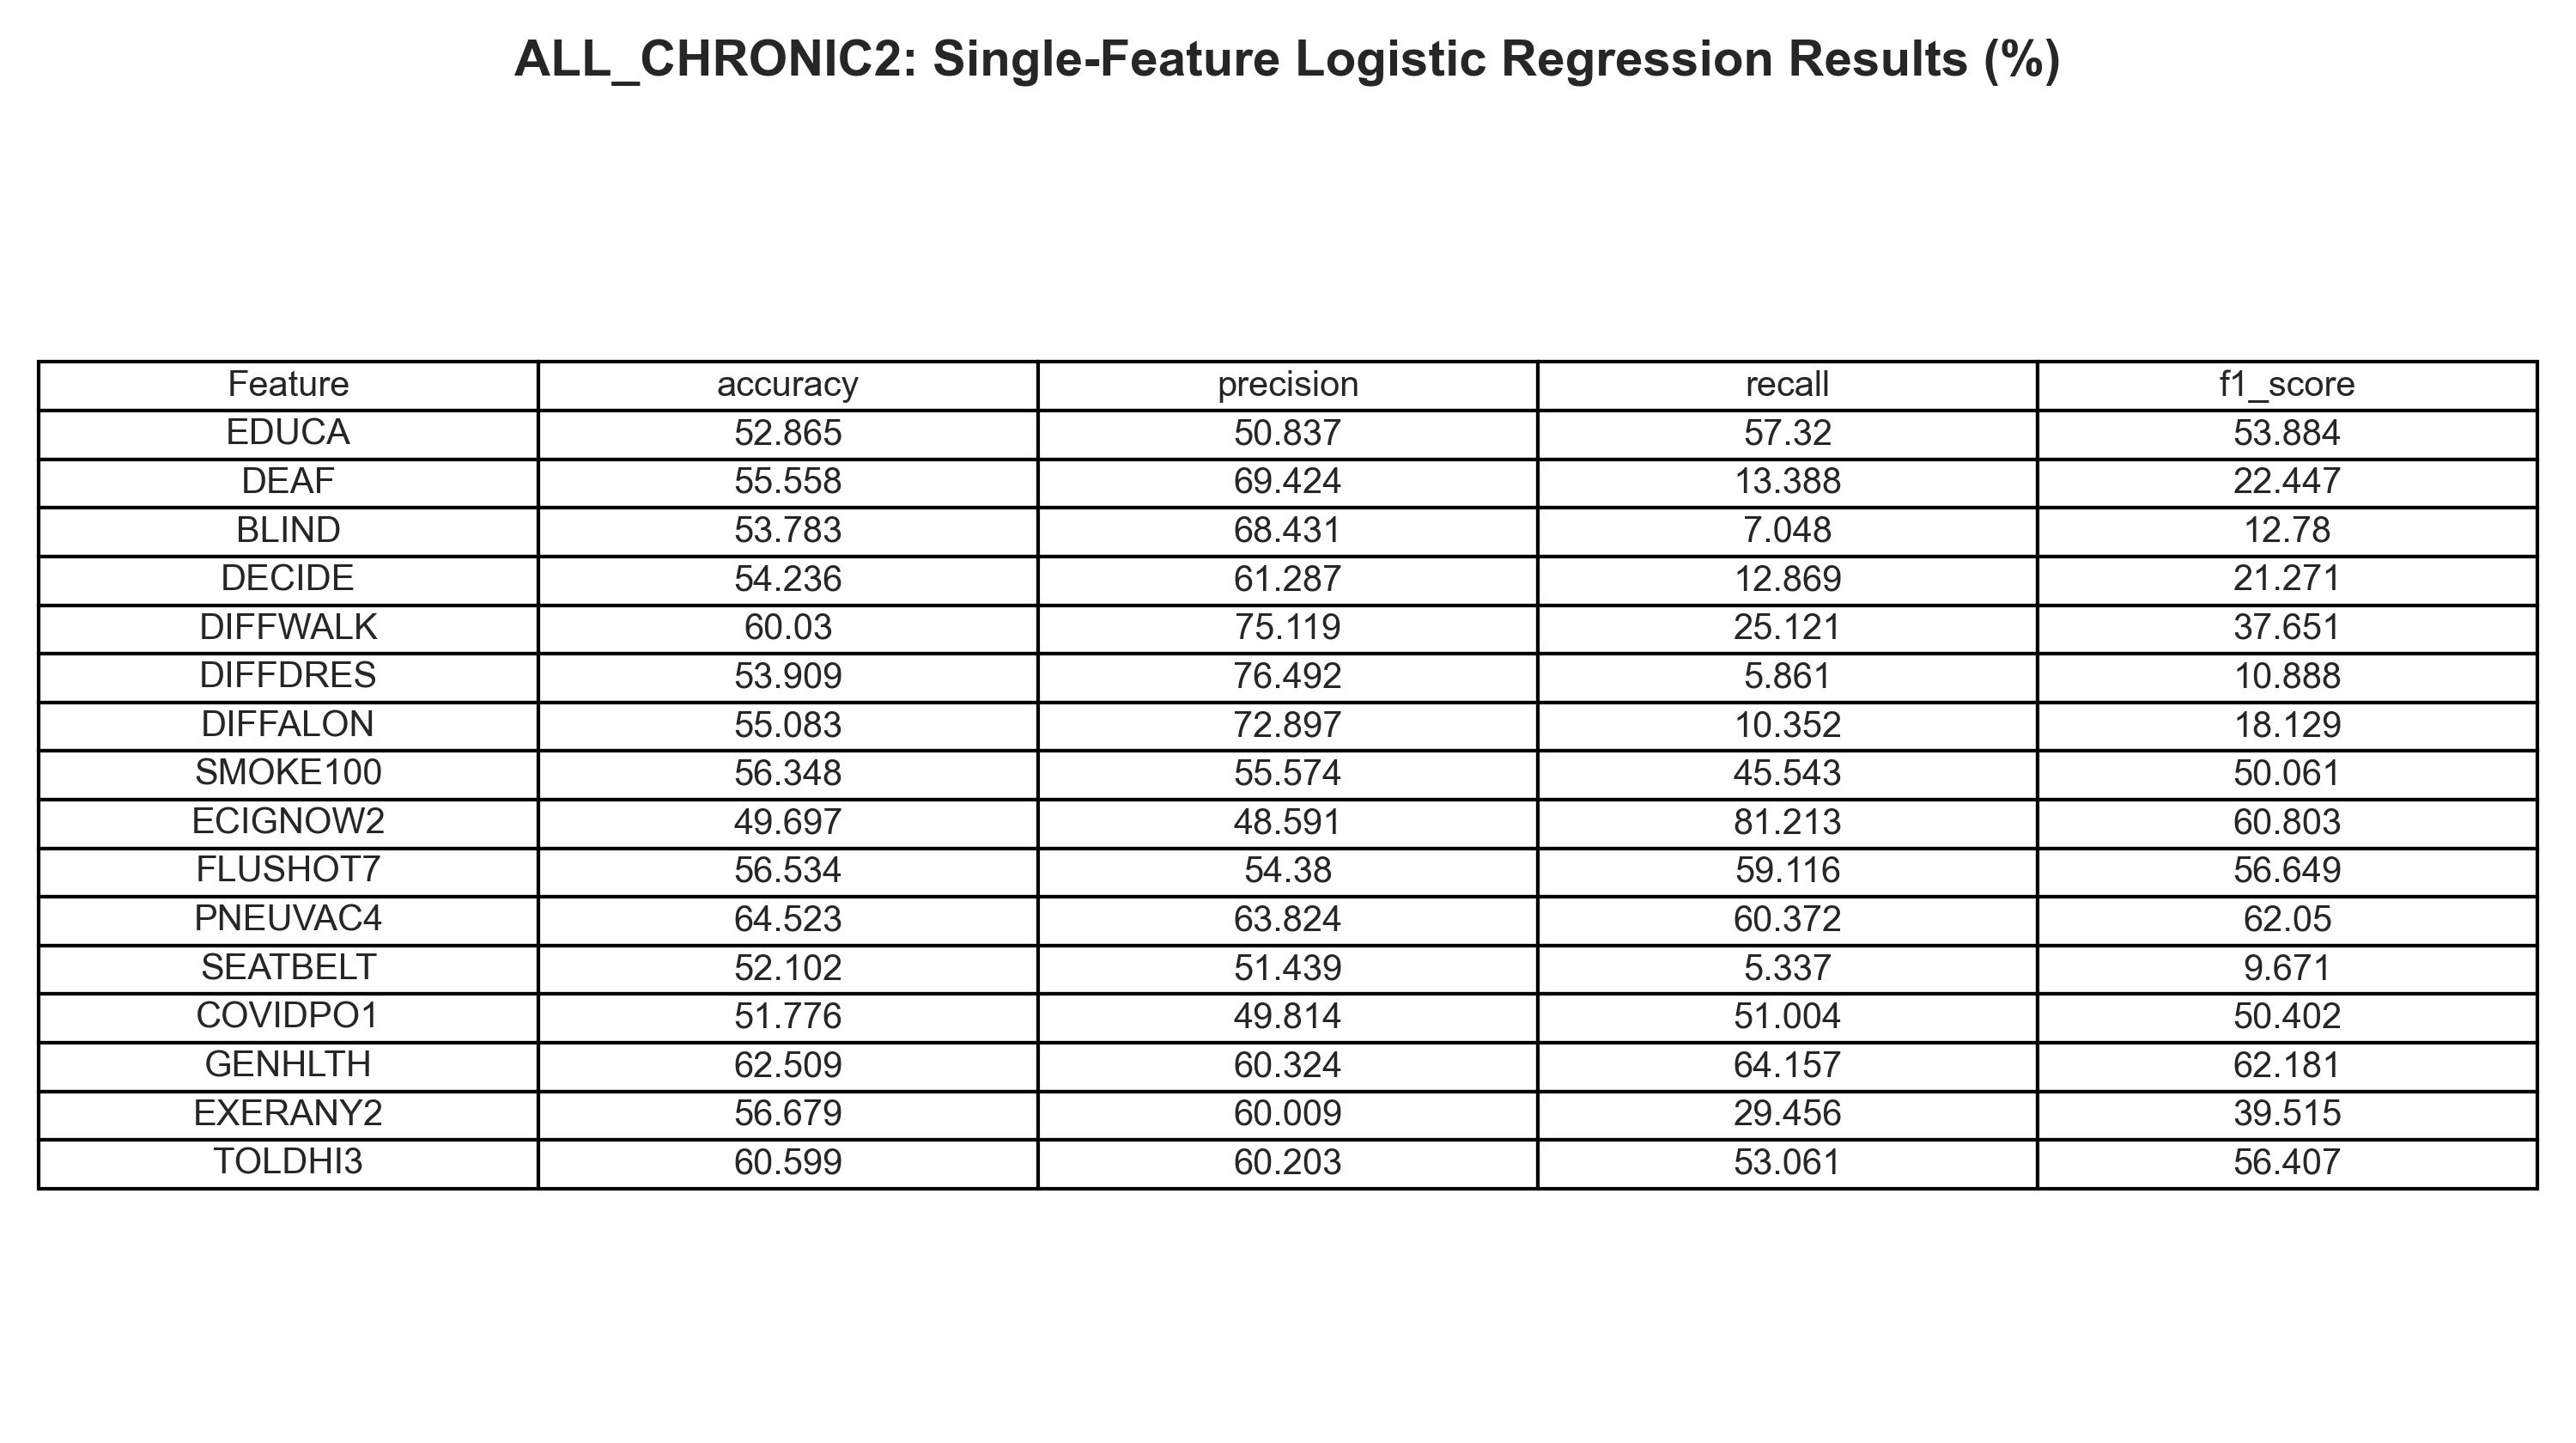 ALL_CHRONIC2: Single-Feature Logistic Regression Results (%)
Feature accuracy precision recall f1_score
EDUCA 52.865 50.837 57.32 53.884
DEAF 55.558 69.424 13.388 22.447
BLIND 53.783 68.431 7.048 12.78
DECIDE 54.236 61.287 12.869 21.271
DIFFWALK 60.03 75.119 25.121 37.651
DIFFDRES 53.909 76.492 5.861 10.888
DIFFALON 55.083 72.897 10.352 18.129
SMOKE100 56.348 55.574 45.543 50.061
ECIGNOW2 49.697 48.591 81.213 60.803
FLUSHOT7 56.534 54.38 59.116 56.649
PNEUVAC4 64.523 63.824 60.372 62.05
SEATBELT 52.102 51.439 5.337 9.671
COVIDPO1 51.776 49.814 51.004 50.402
GENHLTH 62.509 60.324 64.157 62.181
EXERANY2 56.679 60.009 29.456 39.515
TOLDHI3 60.599 60.203 53.061 56.407